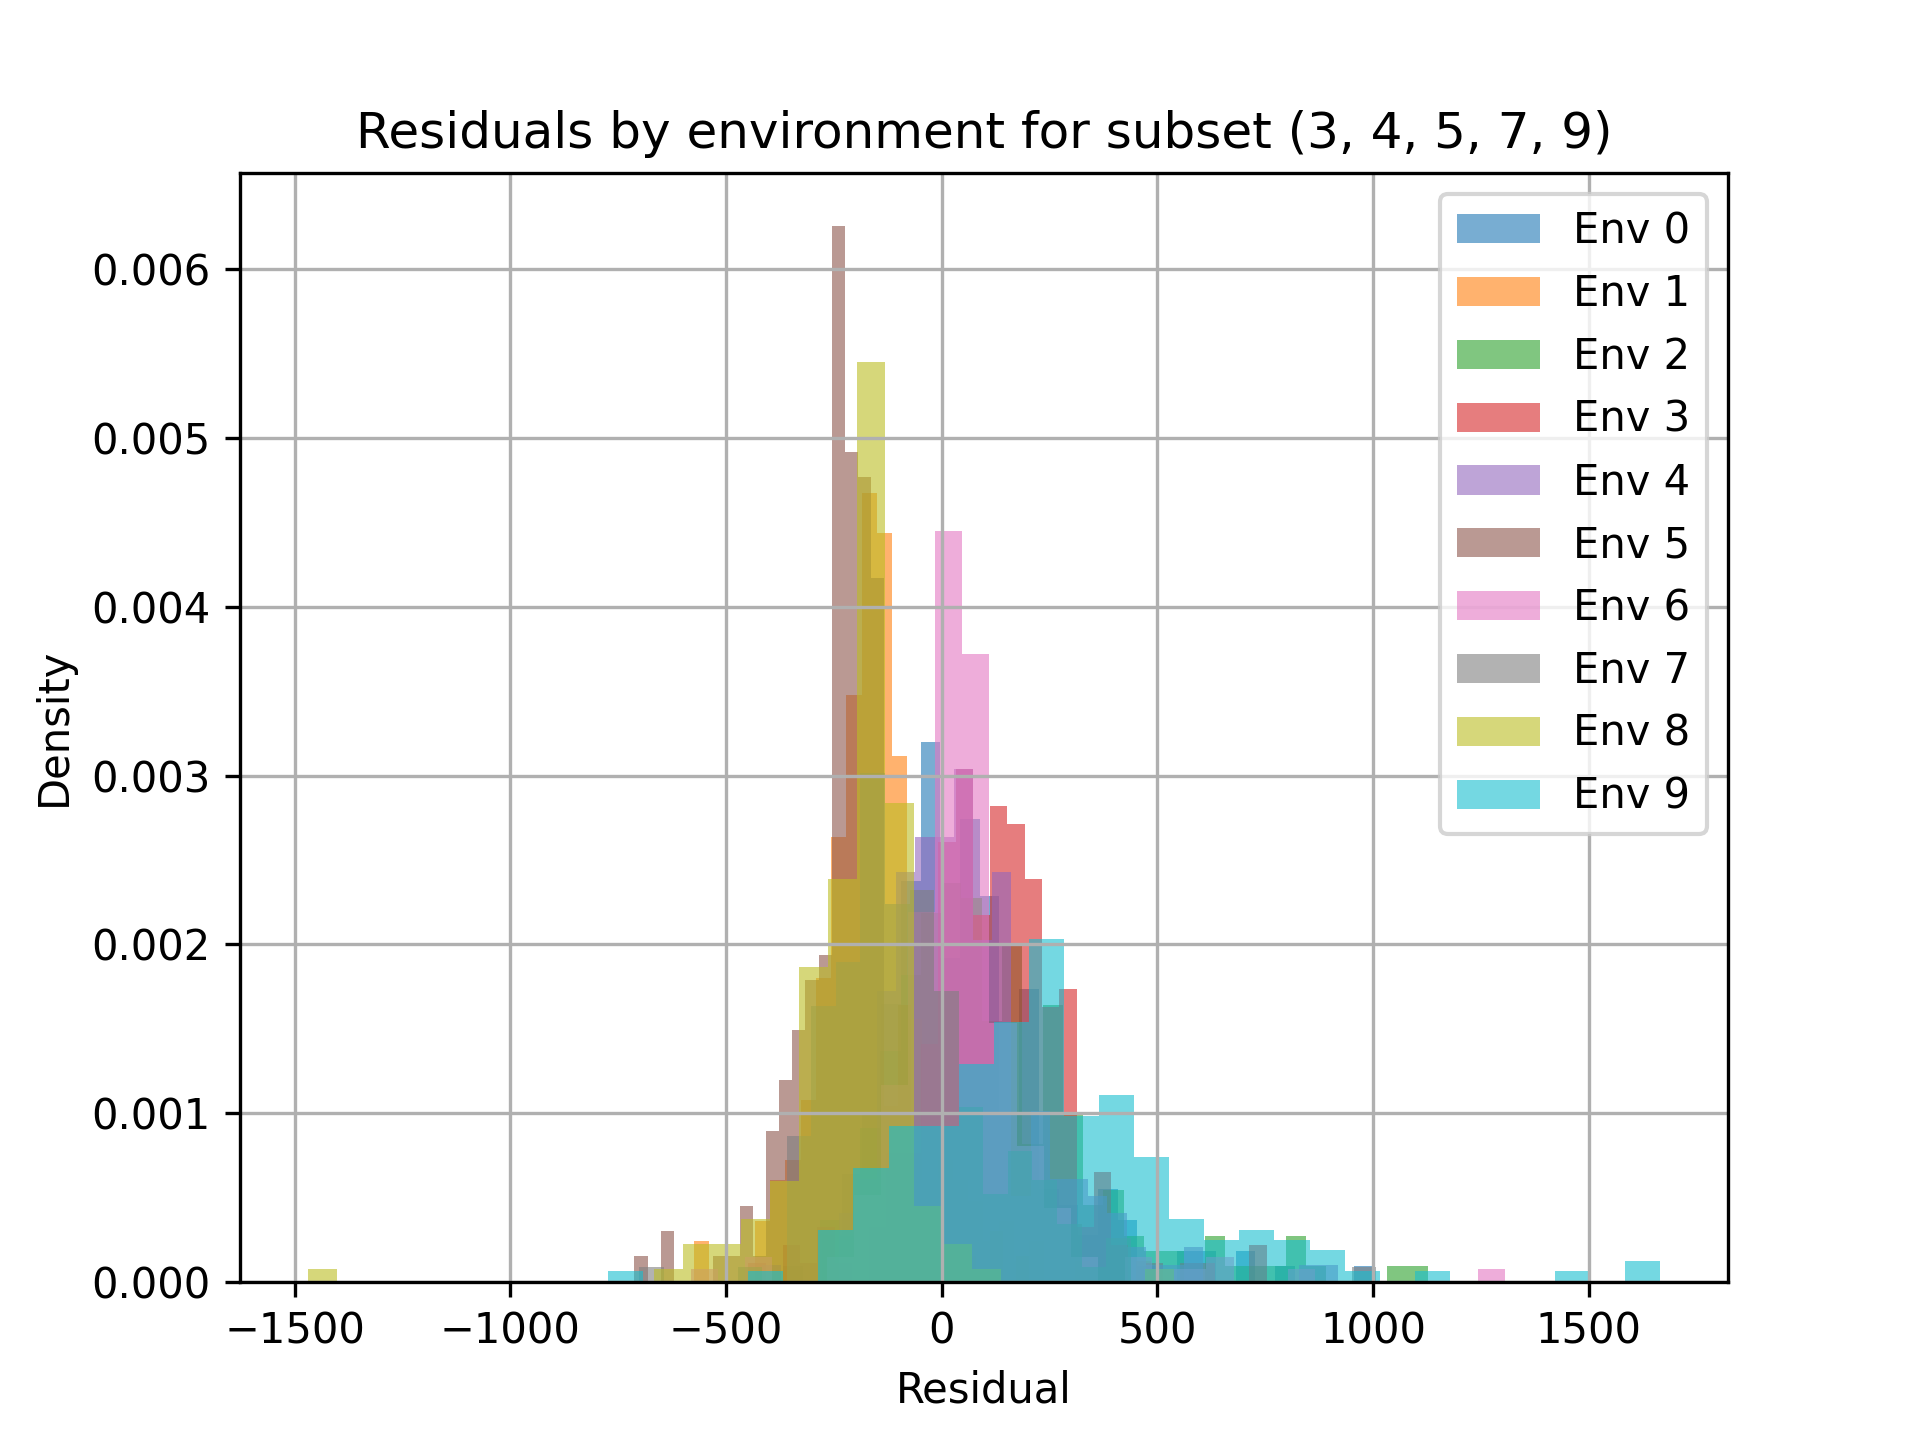 Residuals by environment for subset (3, 4, 5, 7, 9)
Env 0
Env 1
Env 2
Env 3
Env 4
Env 5
Env 6
Env 7
Env 8
Env 9
Density
0.006
0.005
0.004
0.003
0.002
0.001
0.000
−1500 −1000 −500 0 500 1000 1500
Residual